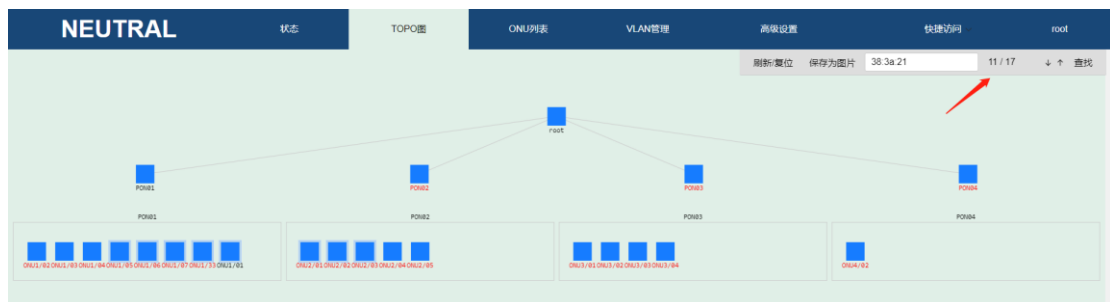 NEUTRAL 状态 TOPO图 ONU列表 VLAN管理 高级设置 快捷访问 root
刷新/复位 保存为图片 38:3a:21 11 / 17 ↓ ↑ 查找
root
PON01 PON02 PON03 PON04
PON01 PON02 PON03 PON04
ONU1/02 ONU1/03 ONU1/04 ONU1/05 ONU1/06 ONU1/07 ONU1/33 ONU1/01 ONU2/01 ONU2/02 ONU2/03 ONU2/04 ONU2/05 ONU3/01 ONU3/02 ONU3/03 ONU3/04 ONU4/02